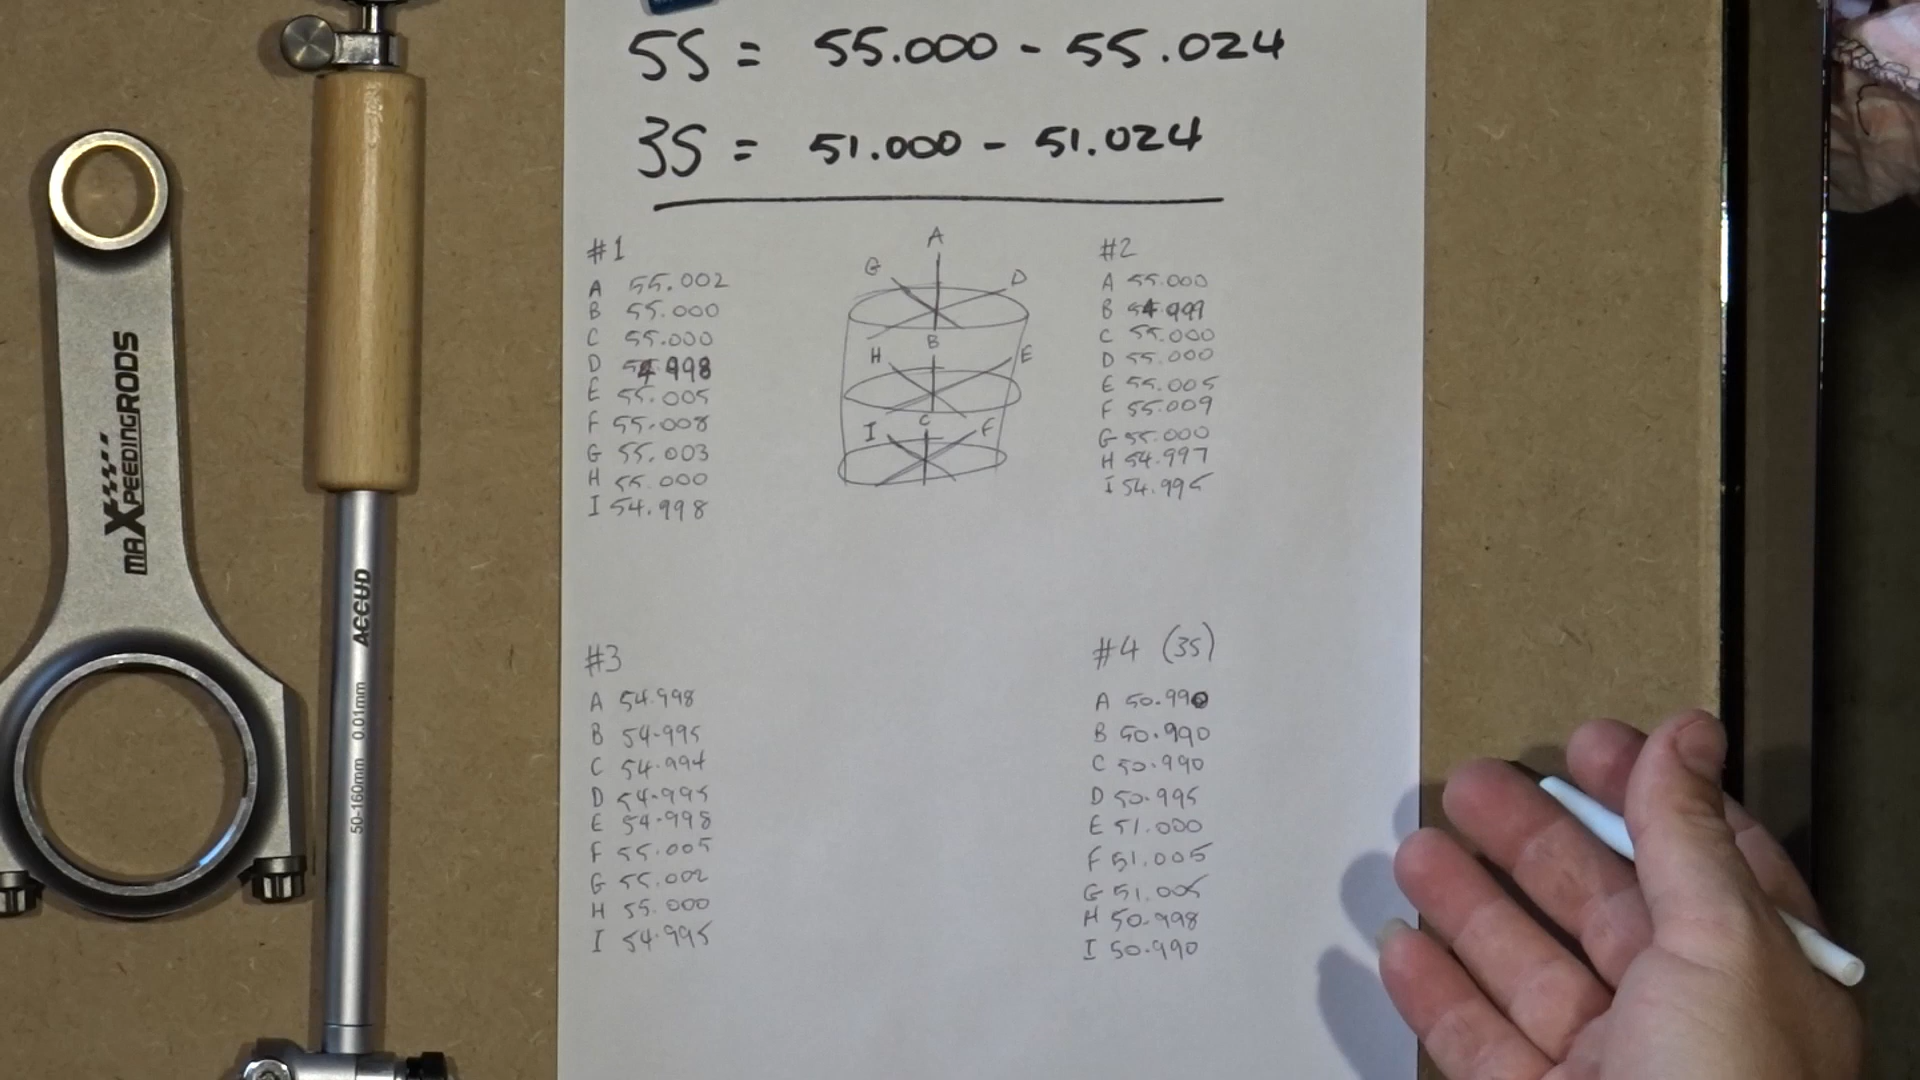 5S = 55.000 - 55.024
3S = 51.000 - 51.024
#1
A 55.002
B 55.000
C 55.000
D 54.998
E 55.005
F 55.008
G 55.003
H 55.000
I 54.998
A
G
D
B
H
E
C
I
F
#2
A 55.000
B 54.999
C 55.000
D 55.000
E 55.005
F 55.009
G 55.000
H 54.997
I 54.995
#3
A 54.998
B 54.995
C 54.994
D 54.995
E 54.998
F 55.005
G 55.002
H 55.000
I 54.995
#4 (3S)
A 50.990
B 50.990
C 50.990
D 50.995
E 51.000
F 51.005
G 51.005
H 50.998
I 50.990
MAXPEEDINGRODS
ACCUD
50-160mm 0.01mm